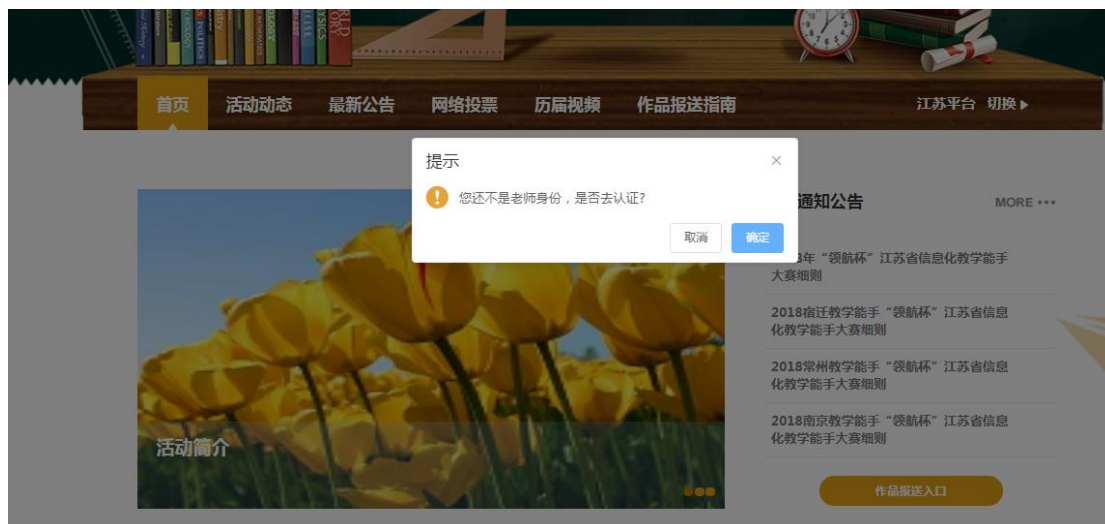 首页 活动动态 最新公告 网络投票 历届视频 作品报送指南 江苏平台 切换
提示
您还不是老师身份，是否去认证?
取消 确定
通知公告 MORE
3年“领航杯”江苏省信息化教学能手
大赛细则
2018宿迁教学能手“领航杯”江苏省信息
化教学能手大赛细则
2018常州教学能手“领航杯”江苏省信息
化教学能手大赛细则
2018南京教学能手“领航杯”江苏省信息
化教学能手大赛细则
活动简介
作品报送入口